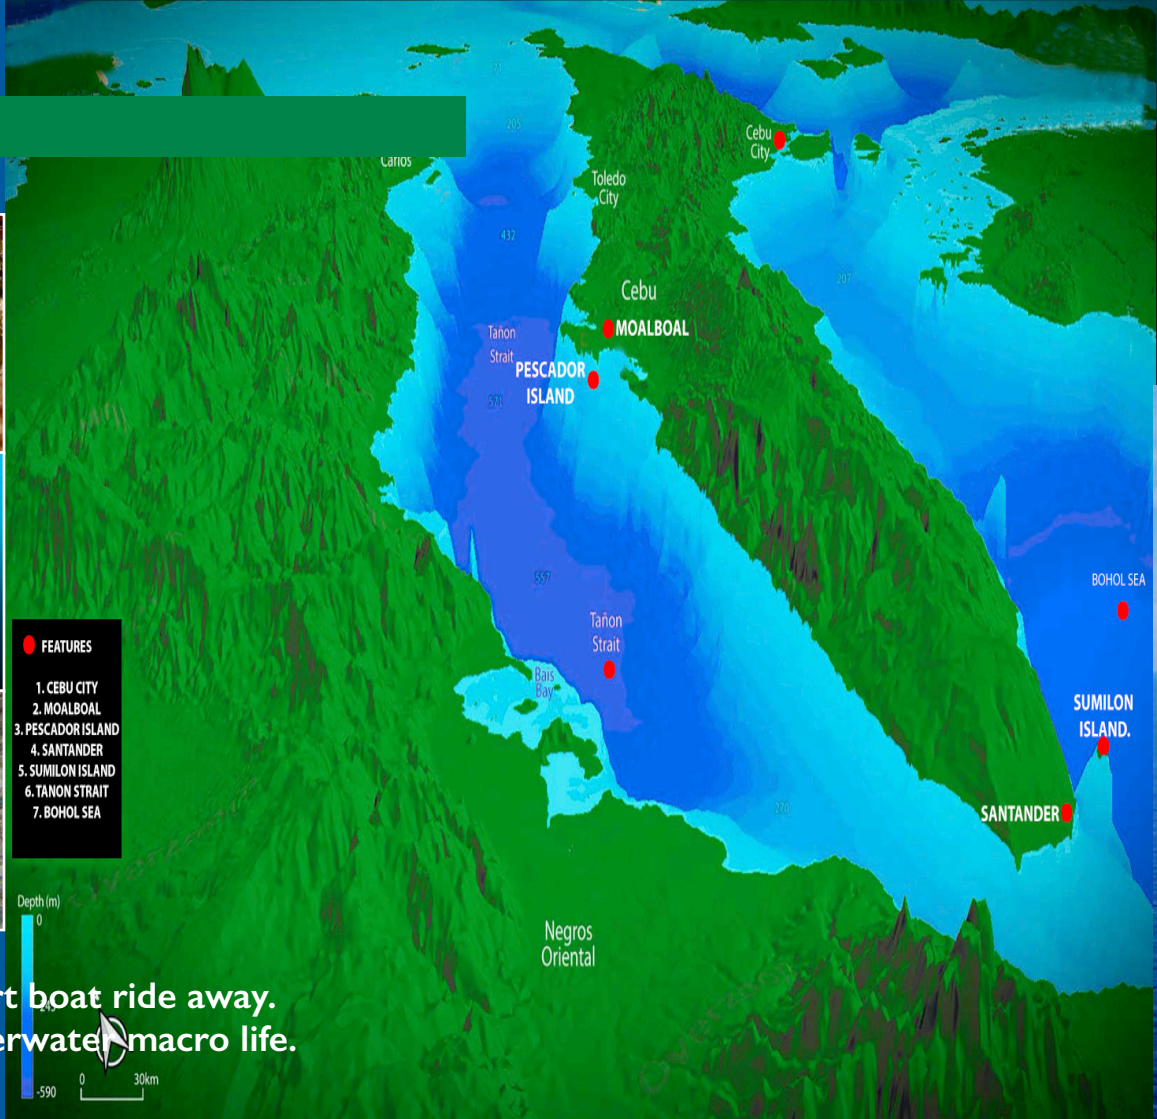 Carlos
205
432
Toledo
City
Cebu
City
Cebu
207
MOALBOAL
Tañon
Strait
PESCADOR
ISLAND
571
557
Tañon
Strait
Bais
Bay
BOHOL SEA
SUMILON
ISLAND.
SANTANDER
FEATURES
1. CEBU CITY
2. MOALBOAL
3. PESCADOR ISLAND
4. SANTANDER
5. SUMILON ISLAND
6. TANON STRAIT
7. BOHOL SEA
Negros
Oriental
Depth (m)
0
-590
0 30km
rt boat ride away.
erwater macro life.